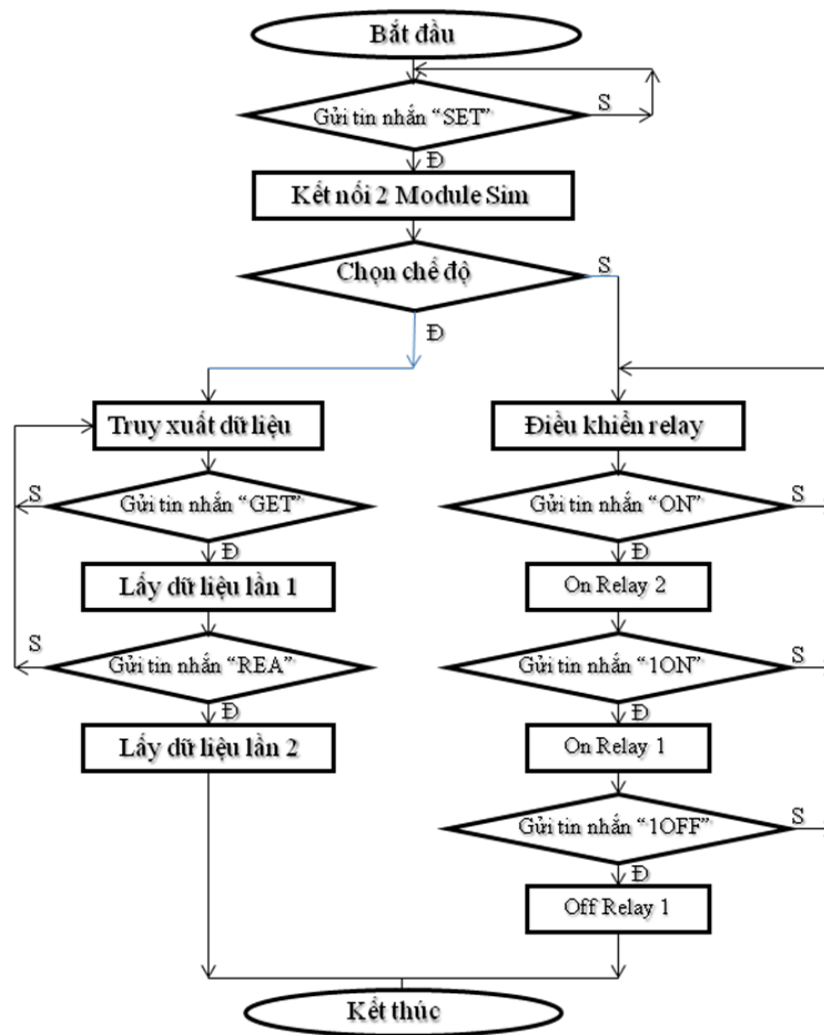 Bắt đầu
Gửi tin nhắn “SET”
S
Đ
Kết nối 2 Module Sim
Chọn chế độ
S
Đ
Truy xuất dữ liệu
S
Gửi tin nhắn “GET”
Đ
Lấy dữ liệu lần 1
S
Gửi tin nhắn “REA”
Đ
Lấy dữ liệu lần 2
Điều khiển relay
Gửi tin nhắn “ON”
S
Đ
On Relay 2
Gửi tin nhắn “1ON”
S
Đ
On Relay 1
Gửi tin nhắn “1OFF”
S
Đ
Off Relay 1
Kết thúc